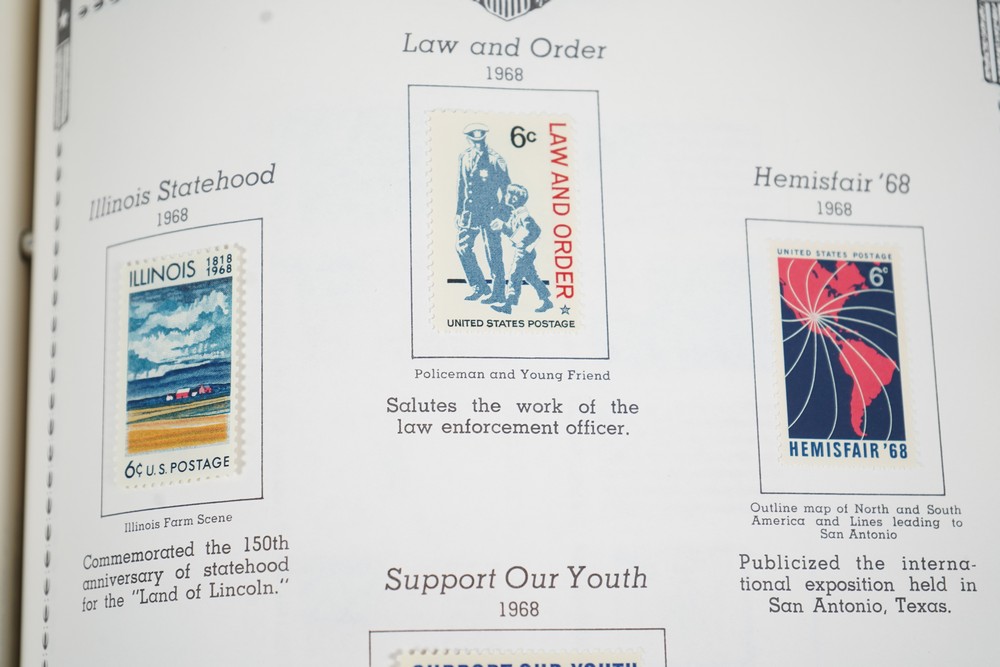 Law and Order
1968
6c
LAW AND ORDER
UNITED STATES POSTAGE
Policeman and Young Friend
Salutes the work of the
law enforcement officer.
Illinois Statehood
1968
ILLINOIS 1818
1968
6¢ U.S. POSTAGE
Illinois Farm Scene
Commemorated the 150th
anniversary of statehood
for the "Land of Lincoln."
Hemisfair '68
1968
UNITED STATES POSTAGE
6c
HEMISFAIR '68
Outline map of North and South
America and Lines leading to
San Antonio
Publicized the interna-
tional exposition held in
San Antonio, Texas.
Support Our Youth
1968
SUPPORT OUR YOUTH